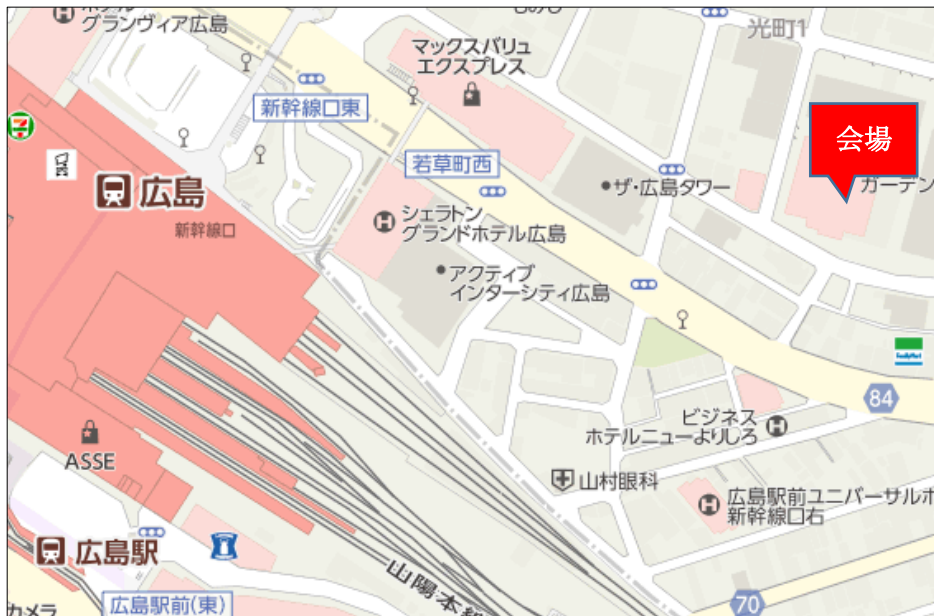 グランヴィア広島
光町1
マックスバリュ
エクスプレス
新幹線口東
会場
若草町西
ザ・広島タワー
ガーデン
広島
シェラトン
グランドホテル広島
新幹線口
アクティブ
インターシティ広島
FamilyMart
84
ビジネス
ホテルニューよりしろ
ASSE
山村眼科
広島駅前ユニバーサルホ
新幹線口右
広島駅
山陽本線
カメラ
広島駅前(東)
70